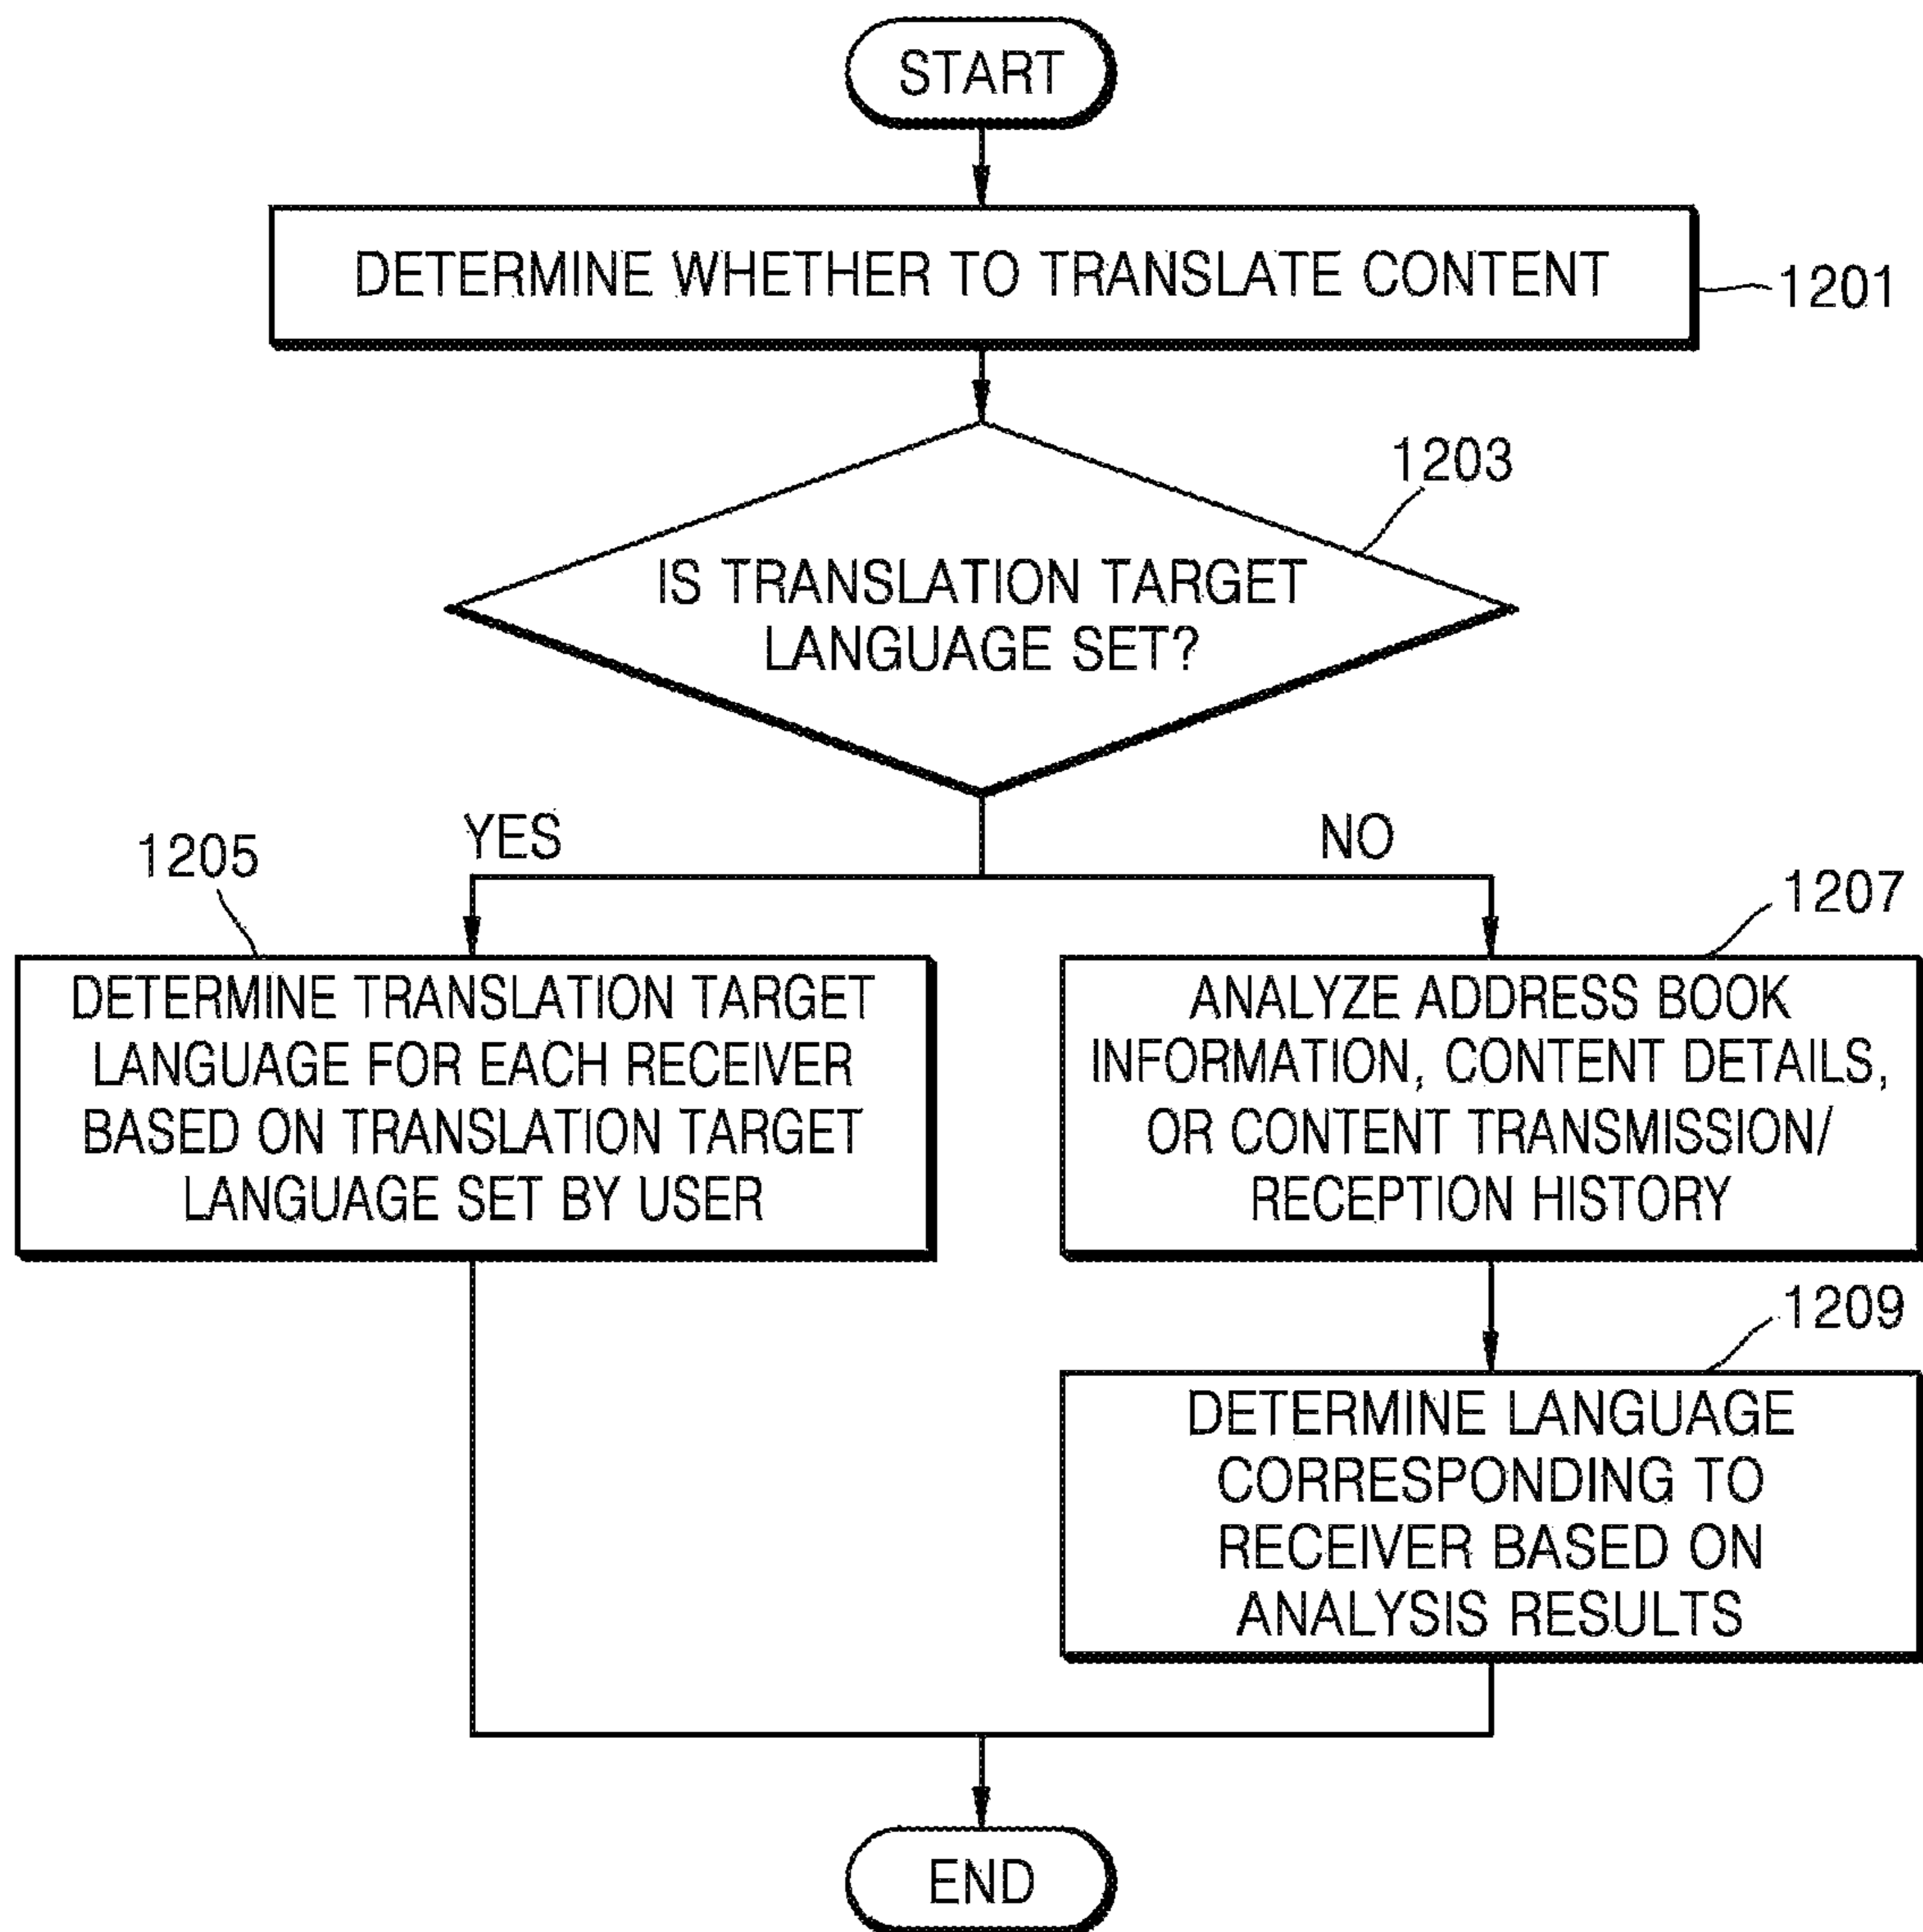 START
DETERMINE WHETHER TO TRANSLATE CONTENT
1201
1203
IS TRANSLATION TARGET
LANGUAGE SET?
YES
NO
1205
DETERMINE TRANSLATION TARGET
LANGUAGE FOR EACH RECEIVER
BASED ON TRANSLATION TARGET
LANGUAGE SET BY USER
1207
ANALYZE ADDRESS BOOK
INFORMATION, CONTENT DETAILS,
OR CONTENT TRANSMISSION/
RECEPTION HISTORY
1209
DETERMINE LANGUAGE
CORRESPONDING TO
RECEIVER BASED ON
ANALYSIS RESULTS
END